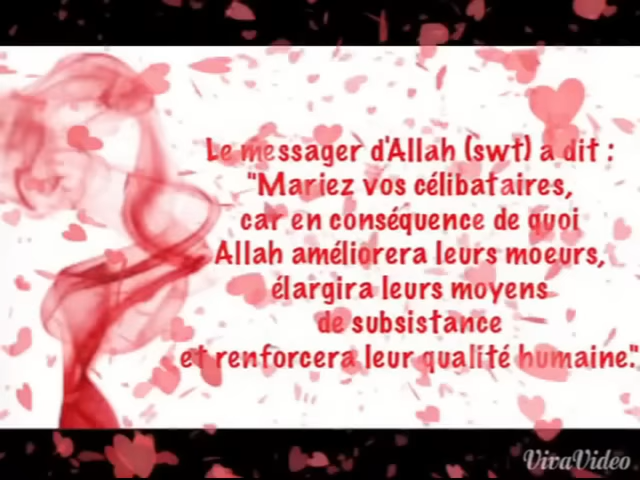 Le messager d'Allah (swt) a dit :
"Mariez vos célibataires,
car en conséquence de quoi
Allah améliorera leurs moeurs,
élargira leurs moyens
de subsistance
et renforcera leur qualité humaine."
VivaVideo